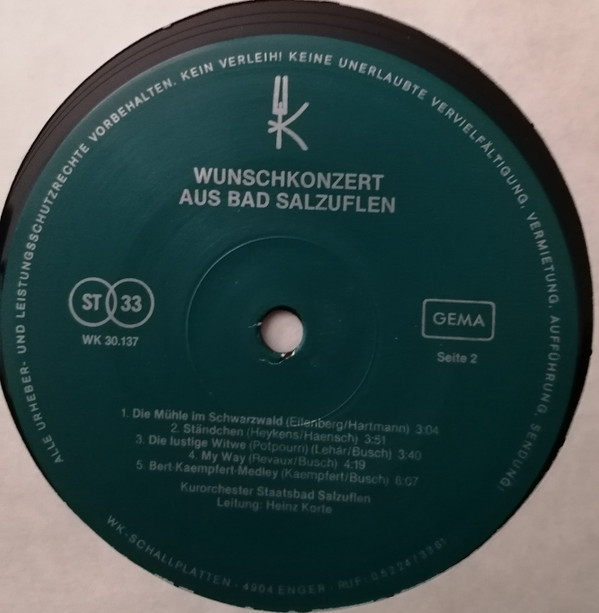 ALLE URHEBER- UND LEISTUNGSSCHUTZRECHTE VORBEHALTEN. KEIN VERLEIH! KEINE UNERLAUBTE VERVIELFÄLTIGUNG, VERMIETUNG, AUFFÜHRUNG, SENDUNG!
WK
WUNSCHKONZERT
AUS BAD SALZUFLEN
ST 33
WK 30.137
GEMA
Seite 2
1. Die Mühle im Schwarzwald (Eilenberg/Hartmann) 3:04
2. Ständchen (Heykens/Haensch) 3:51
3. Die lustige Witwe (Potpourri) (Lehár/Busch) 3:40
4. My Way (Revaux/Busch) 4:19
5. Bert-Kaempfert-Medley (Kaempfert/Busch) 6:07
Kurorchester Staatsbad Salzuflen
Leitung: Heinz Korte
WK-SCHALLPLATTEN · 4904 ENGER · RUF: 05224/